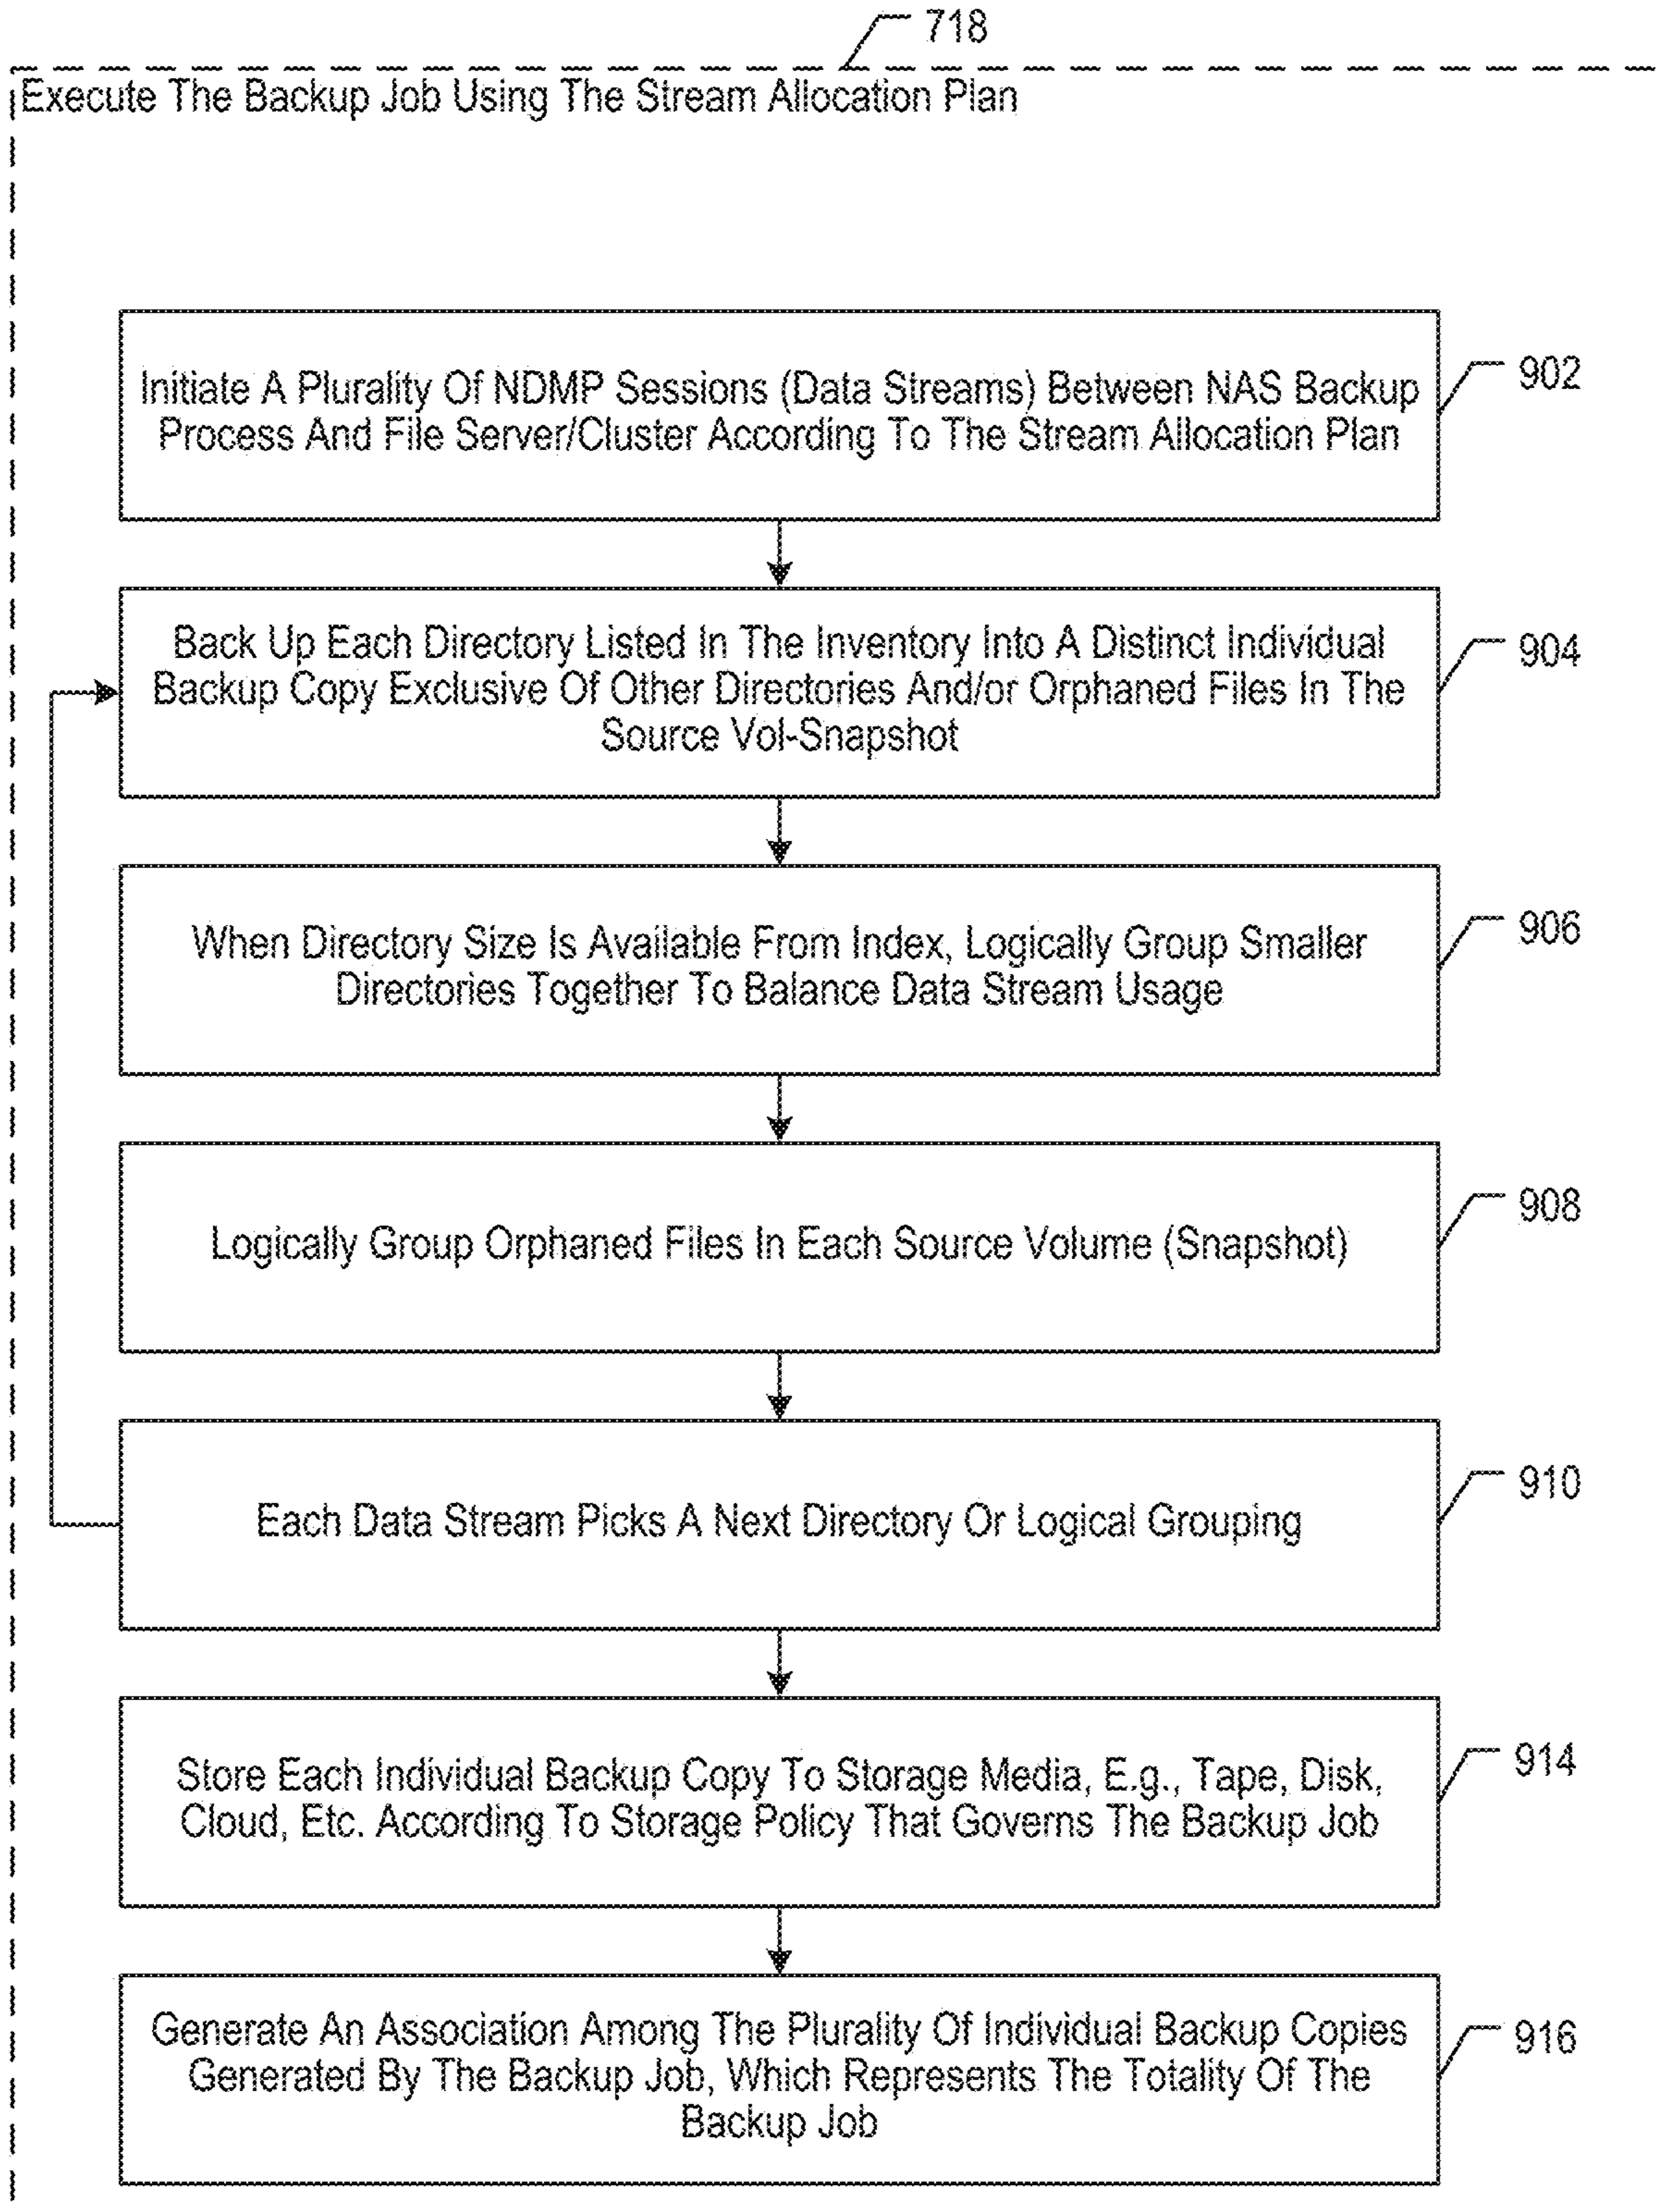 718
Execute The Backup Job Using The Stream Allocation Plan
Initiate A Plurality Of NDMP Sessions (Data Streams) Between NAS Backup
Process And File Server/Cluster According To The Stream Allocation Plan
902
Back Up Each Directory Listed In The Inventory Into A Distinct Individual
Backup Copy Exclusive Of Other Directories And/or Orphaned Files In The
Source Vol-Snapshot
904
When Directory Size Is Available From Index, Logically Group Smaller
Directories Together To Balance Data Stream Usage
906
Logically Group Orphaned Files In Each Source Volume (Snapshot)
908
Each Data Stream Picks A Next Directory Or Logical Grouping
910
Store Each Individual Backup Copy To Storage Media, E.g., Tape, Disk,
Cloud, Etc. According To Storage Policy That Governs The Backup Job
914
Generate An Association Among The Plurality Of Individual Backup Copies
Generated By The Backup Job, Which Represents The Totality Of The
Backup Job
916